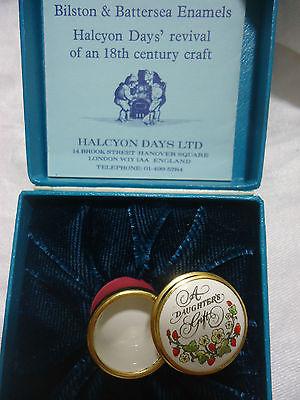 Bilston & Battersea Enamels
Halcyon Days' revival
of an 18th century craft
HALCYON DAYS LTD
14 BROOK STREET · HANOVER SQUARE
LONDON W1Y 1AA ENGLAND
TELEPHONE: 01-499-5784
A
DAUGHTER'S
Gift